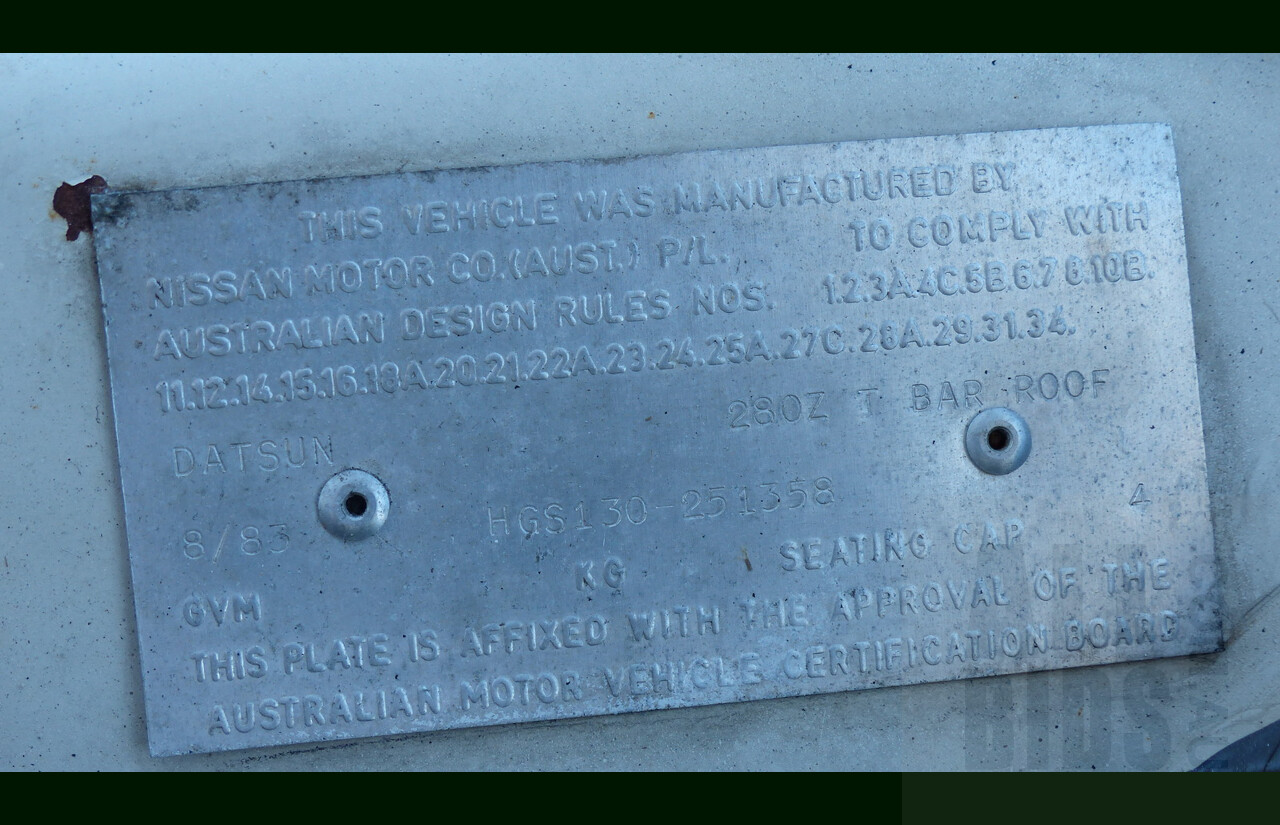 THIS VEHICLE WAS MANUFACTURED BY
NISSAN MOTOR CO.(AUST.) P/L. TO COMPLY WITH
AUSTRALIAN DESIGN RULES NOS. 1.2.3A.4C.5B.6.7 8.10B.
11.12.14.15.16.18A.20.21.22A.23.24.25A.27C.28A.29.31.34.
DATSUN 280Z T BAR ROOF
8/83 HGS130-251358 4
GVM KG SEATING CAP
THIS PLATE IS AFFIXED WITH THE APPROVAL OF THE
AUSTRALIAN MOTOR VEHICLE CERTIFICATION BOARD